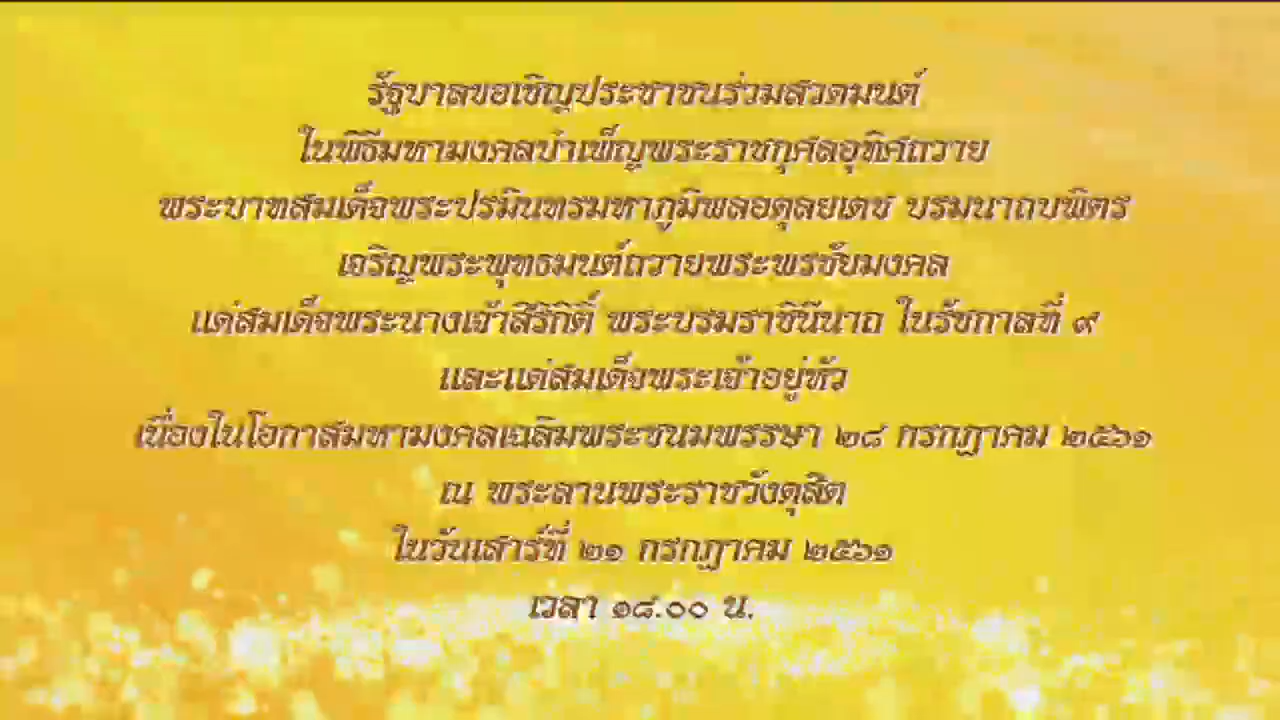 รัฐบาลขอเชิญประชาชนร่วมสวดมนต์
ในพิธีมหามงคลบำเพ็ญพระราชกุศลอุทิศถวาย
พระบาทสมเด็จพระปรมินทรมหาภูมิพลอดุลยเดช บรมนาถบพิตร
เจริญพระพุทธมนต์ถวายพระพรชัยมงคล
แด่สมเด็จพระนางเจ้าสิริกิติ์ พระบรมราชินีนาถ ในรัชกาลที่ ๙
และแด่สมเด็จพระเจ้าอยู่หัว
เนื่องในโอกาสมหามงคลเฉลิมพระชนมพรรษา ๒๘ กรกฎาคม ๒๕๖๑
ณ พระลานพระราชวังดุสิต
ในวันเสาร์ที่ ๒๑ กรกฎาคม ๒๕๖๑
เวลา ๑๘.๐๐ น.